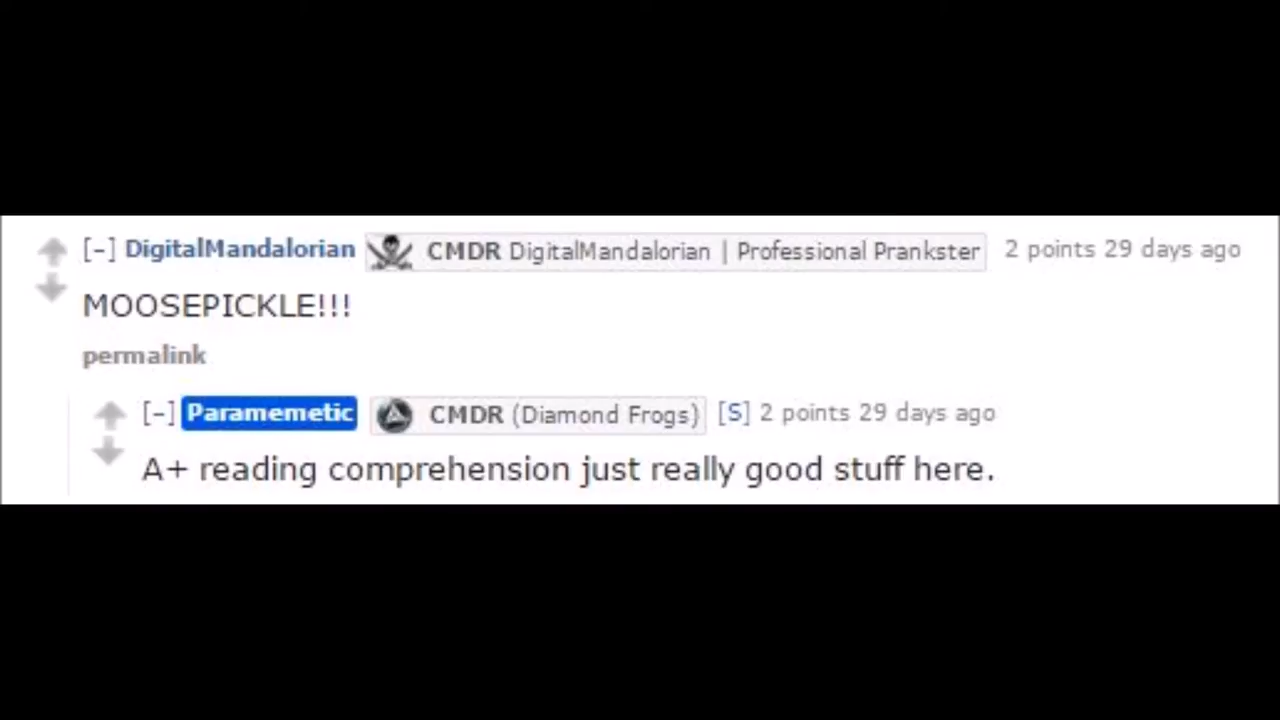 [–] DigitalMandalorian CMDR DigitalMandalorian | Professional Prankster 2 points 29 days ago
MOOSEPICKLE!!!
permalink
[–] Paramemetic CMDR (Diamond Frogs) [S] 2 points 29 days ago
A+ reading comprehension just really good stuff here.